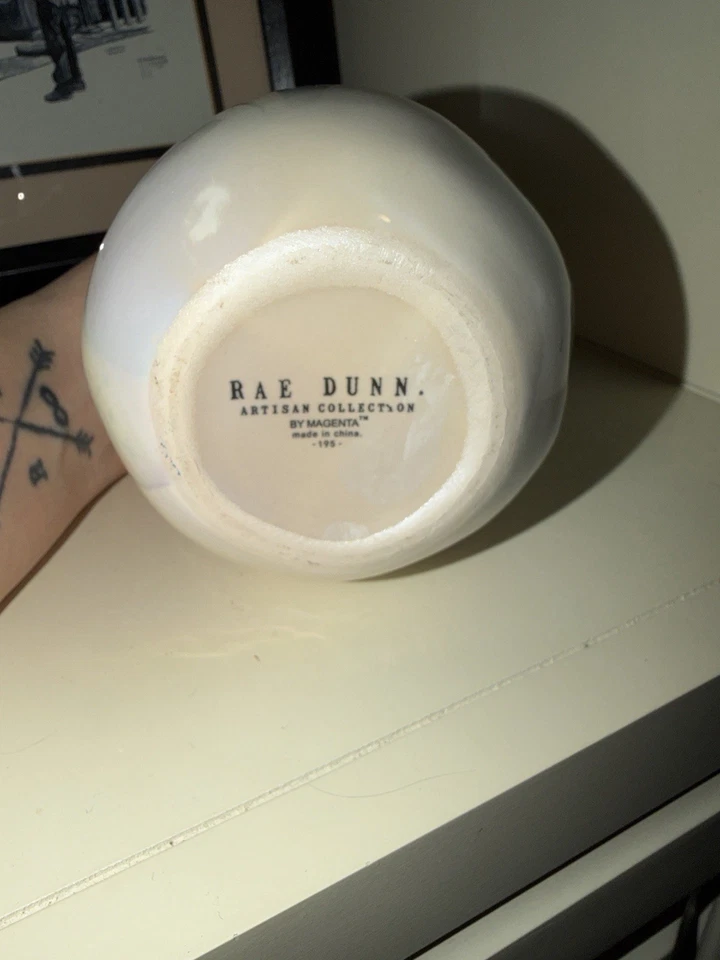 RAE DUNN.
ARTISAN COLLECTION
BY MAGENTA™
made in china.
-195-